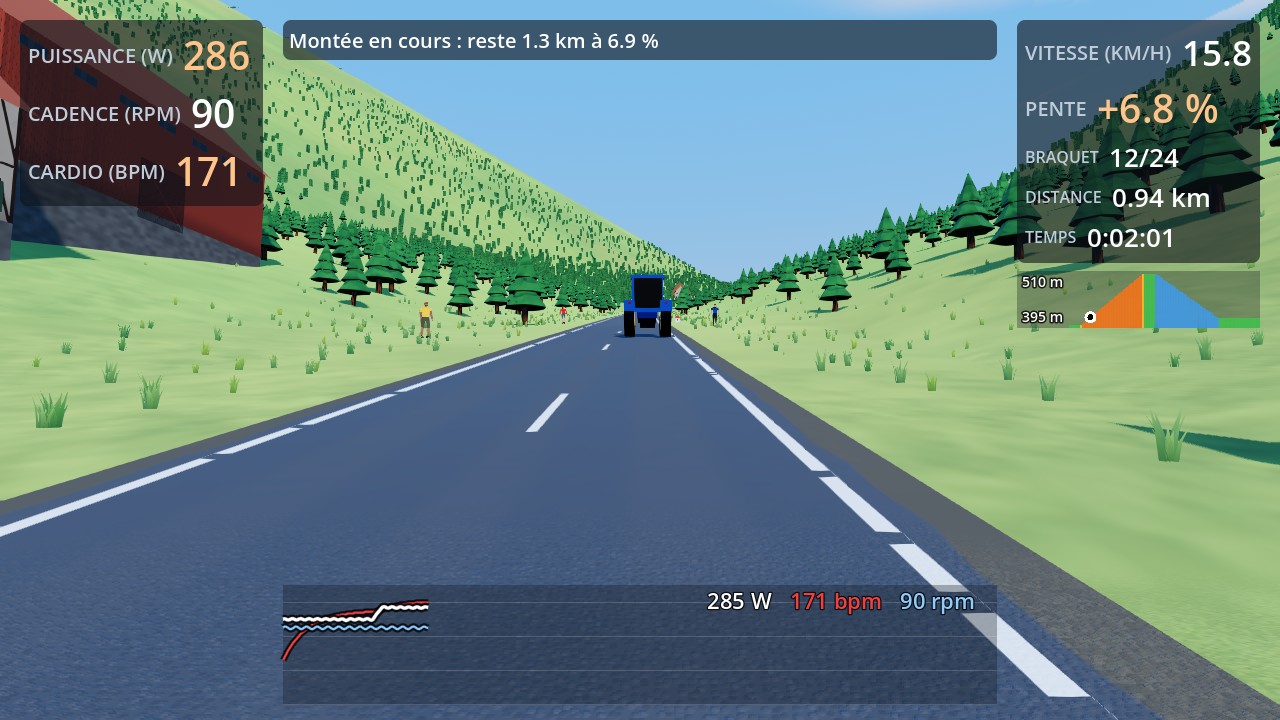 PUISSANCE (W) 286
CADENCE (RPM) 90
CARDIO (BPM) 171
Montée en cours : reste 1.3 km à 6.9 %
VITESSE (KM/H) 15.8
PENTE +6.8 %
BRAQUET 12/24
DISTANCE 0.94 km
TEMPS 0:02:01
510 m
395 m
285 W 171 bpm 90 rpm